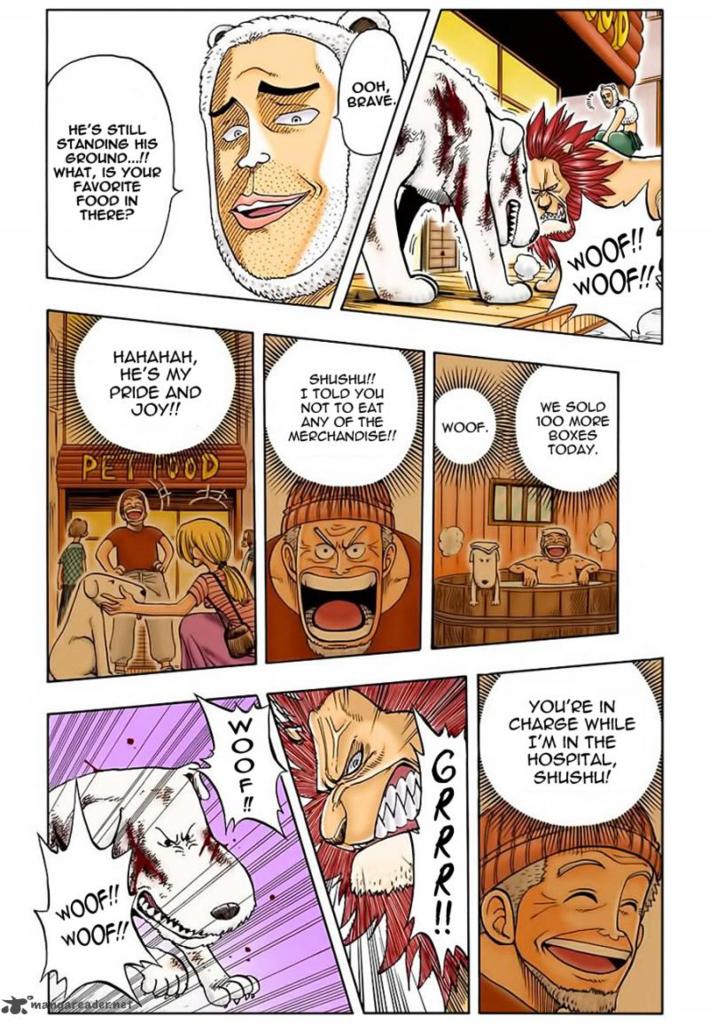 OOD
WOOF!!
WOOF!!
OOH,
BRAVE.
HE'S STILL
STANDING HIS
GROUND...!!
WHAT, IS YOUR
FAVORITE
FOOD IN
THERE?
WE SOLD
100 MORE
BOXES
TODAY.
WOOF.
SHUSHU!!
I TOLD YOU
NOT TO EAT
ANY OF THE
MERCHANDISE!!
HAHAHAH,
HE'S MY
PRIDE AND
JOY!!
PET FOOD
YOU'RE IN
CHARGE WHILE
I'M IN THE
HOSPITAL,
SHUSHU!
GRRR!!
WOOF!!
WOOF!!
WOOF!!
mangareader.net